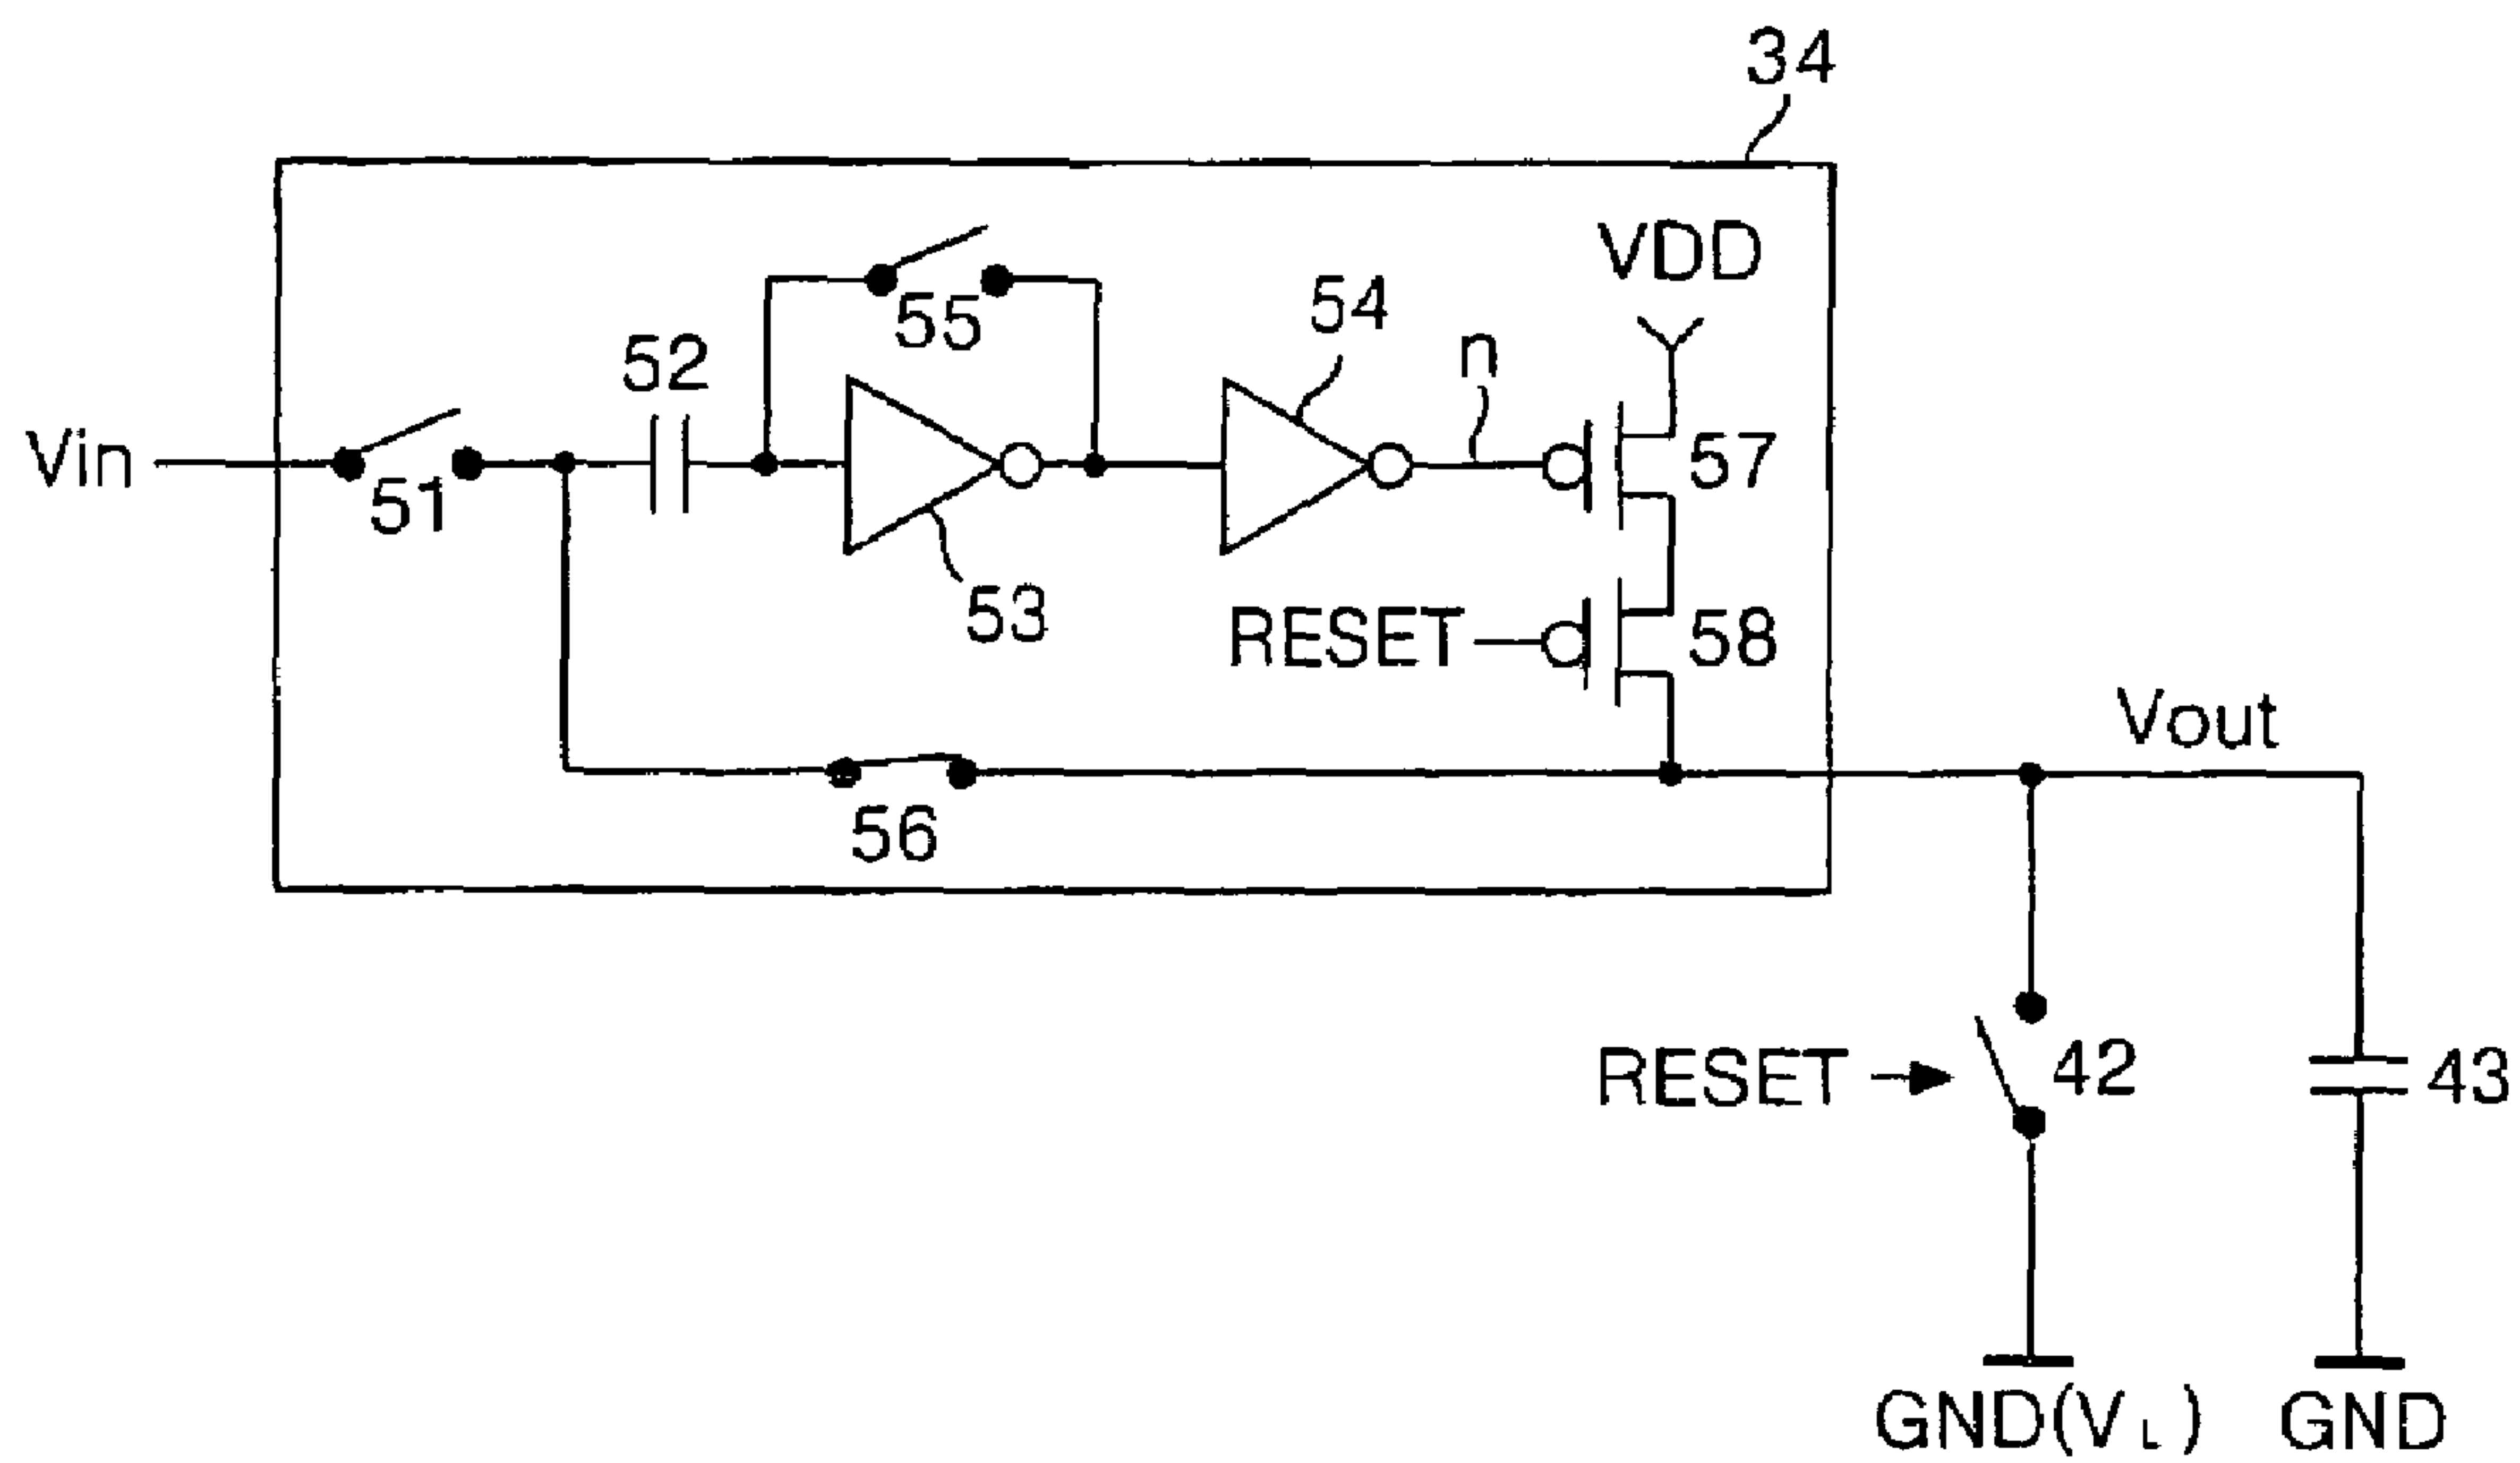 34
VDD
55
54
n
52
Vin
51
57
53
RESET
58
Vout
56
RESET
42
43
GND(VL)
GND